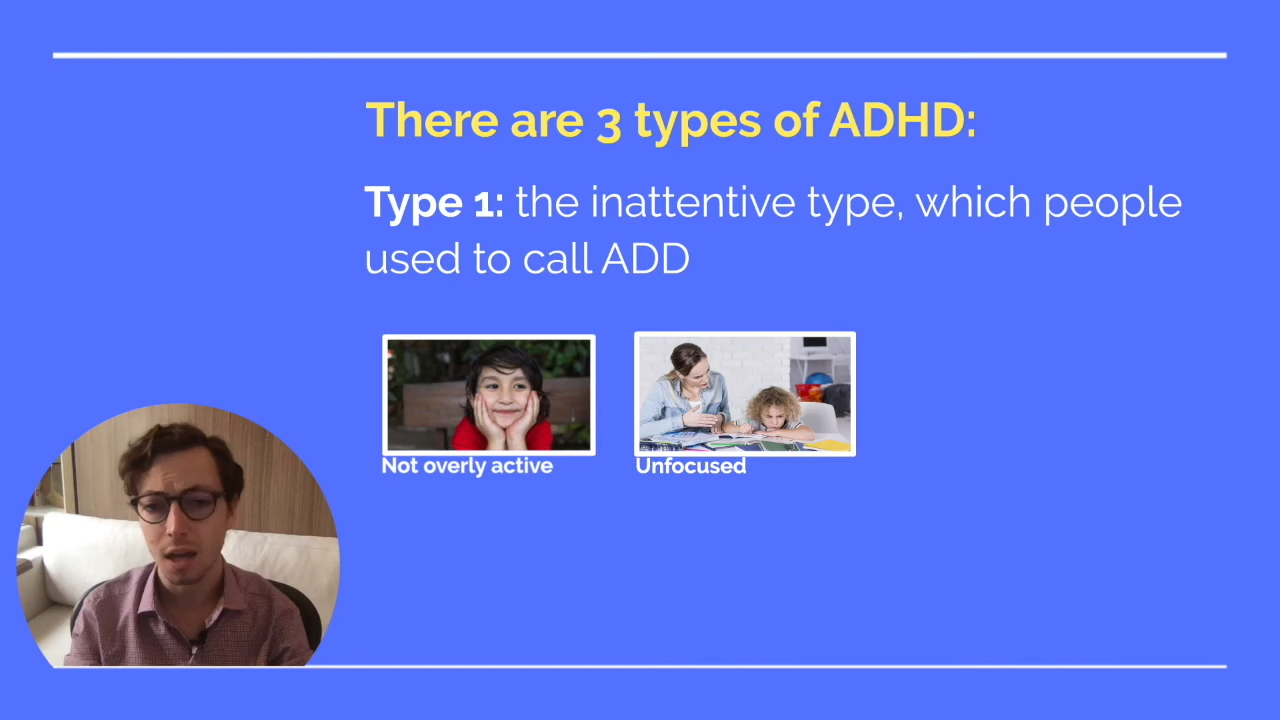 There are 3 types of ADHD:
Type 1: the inattentive type, which people
used to call ADD
Not overly active
Unfocused